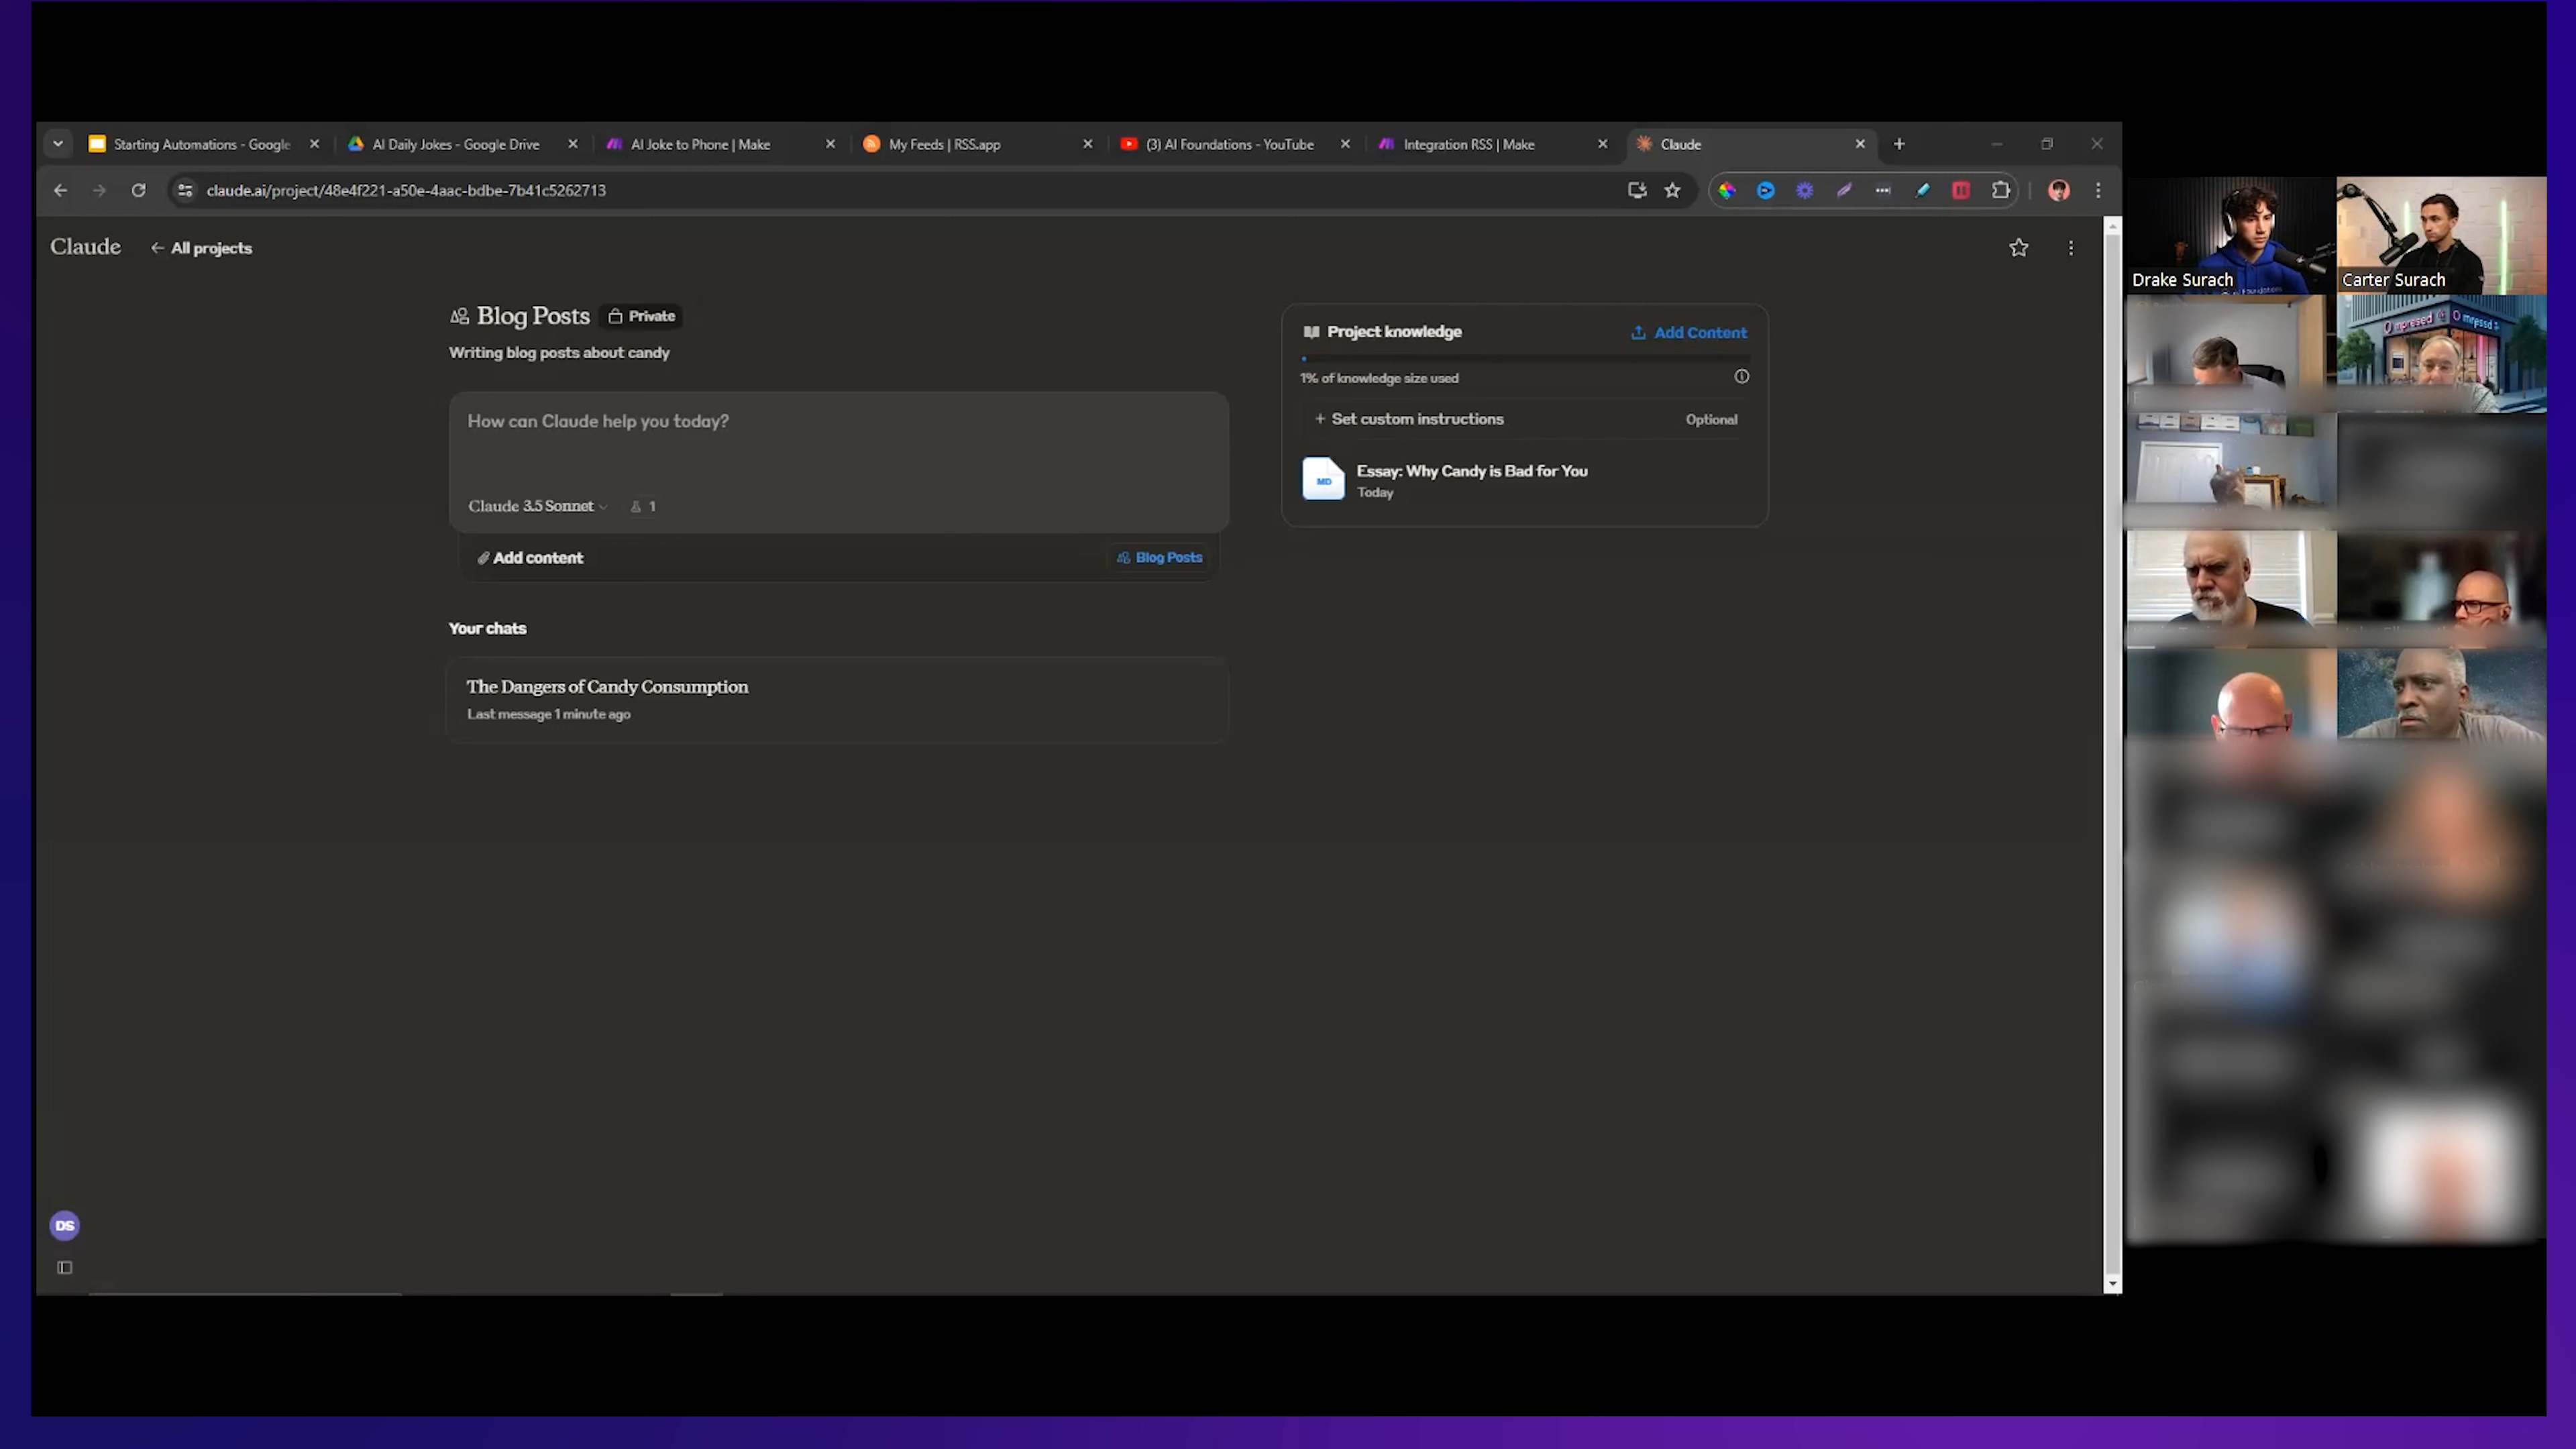 Starting Automations - Google
AI Daily Jokes - Google Drive
AI Joke to Phone | Make
My Feeds | RSS.app
(3) AI Foundations - YouTube
Integration RSS | Make
Claude
claude.ai/project/48e4f221-a50e-4aac-bdbe-7b41c5262713
Claude
All projects
Blog Posts
Private
Writing blog posts about candy
How can Claude help you today?
Claude 3.5 Sonnet
1
Add content
Blog Posts
Your chats
The Dangers of Candy Consumption
Last message 1 minute ago
Project knowledge
Add Content
1% of knowledge size used
+ Set custom instructions
Optional
MD
Essay: Why Candy is Bad for You
Today
DS
Drake Surach
Carter Surach